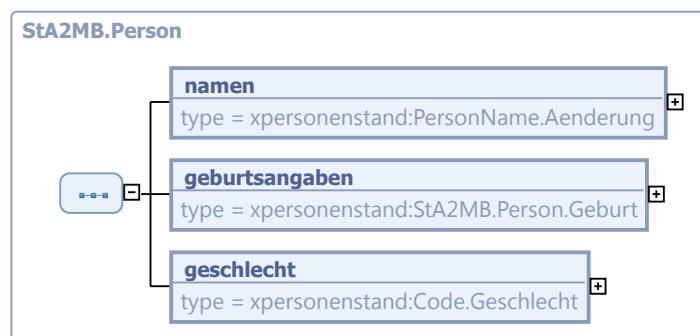 StA2MB.Person
namen
type = xpersonenstand:PersonName.Aenderung
geburtsangaben
type = xpersonenstand:StA2MB.Person.Geburt
geschlecht
type = xpersonenstand:Code.Geschlecht